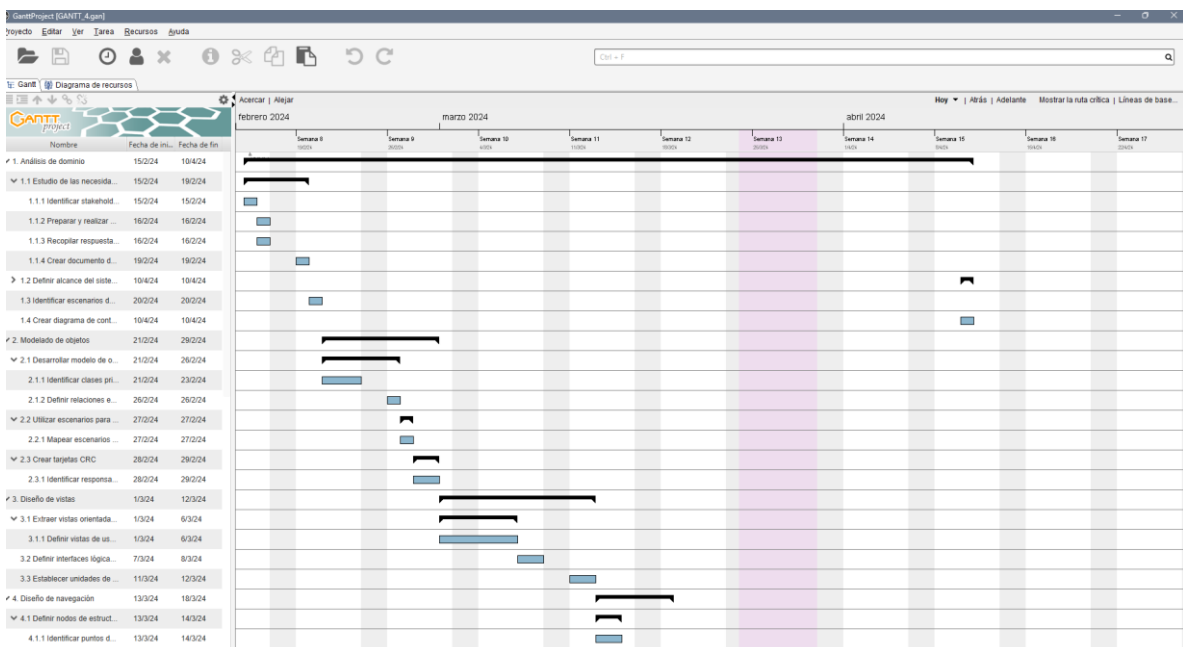 GanttProject [GANTT_4.gan]
Proyecto Editar Ver Tarea Recursos Ayuda
Ctrl + F
Gantt Diagrama de recursos
Acercar | Alejar Hoy | Atrás | Adelante Mostrar la ruta crítica | Líneas de base...
GANTT project
febrero 2024 marzo 2024 abril 2024
Semana 8 Semana 9 Semana 10 Semana 11 Semana 12 Semana 13 Semana 14 Semana 15 Semana 16 Semana 17
Nombre Fecha de ini... Fecha de fin
1. Análisis de dominio 15/2/24 10/4/24
1.1 Estudio de las necesida... 15/2/24 19/2/24
1.1.1 Identificar stakehold... 15/2/24 15/2/24
1.1.2 Preparar y realizar ... 16/2/24 16/2/24
1.1.3 Recopilar respuesta... 16/2/24 16/2/24
1.1.4 Crear documento d... 19/2/24 19/2/24
1.2 Definir alcance del siste... 10/4/24 10/4/24
1.3 Identificar escenarios d... 20/2/24 20/2/24
1.4 Crear diagrama de cont... 10/4/24 10/4/24
2. Modelado de objetos 21/2/24 29/2/24
2.1 Desarrollar modelo de o... 21/2/24 26/2/24
2.1.1 Identificar clases pri... 21/2/24 23/2/24
2.1.2 Definir relaciones e... 26/2/24 26/2/24
2.2 Utilizar escenarios para ... 27/2/24 27/2/24
2.2.1 Mapear escenarios ... 27/2/24 27/2/24
2.3 Crear tarjetas CRC 28/2/24 29/2/24
2.3.1 Identificar responsa... 28/2/24 29/2/24
3. Diseño de vistas 1/3/24 12/3/24
3.1 Extraer vistas orientada... 1/3/24 6/3/24
3.1.1 Definir vistas de us... 1/3/24 6/3/24
3.2 Definir interfaces lógica... 7/3/24 8/3/24
3.3 Establecer unidades de ... 11/3/24 12/3/24
4. Diseño de navegación 13/3/24 18/3/24
4.1 Definir nodos de estruct... 13/3/24 14/3/24
4.1.1 Identificar puntos d... 13/3/24 14/3/24